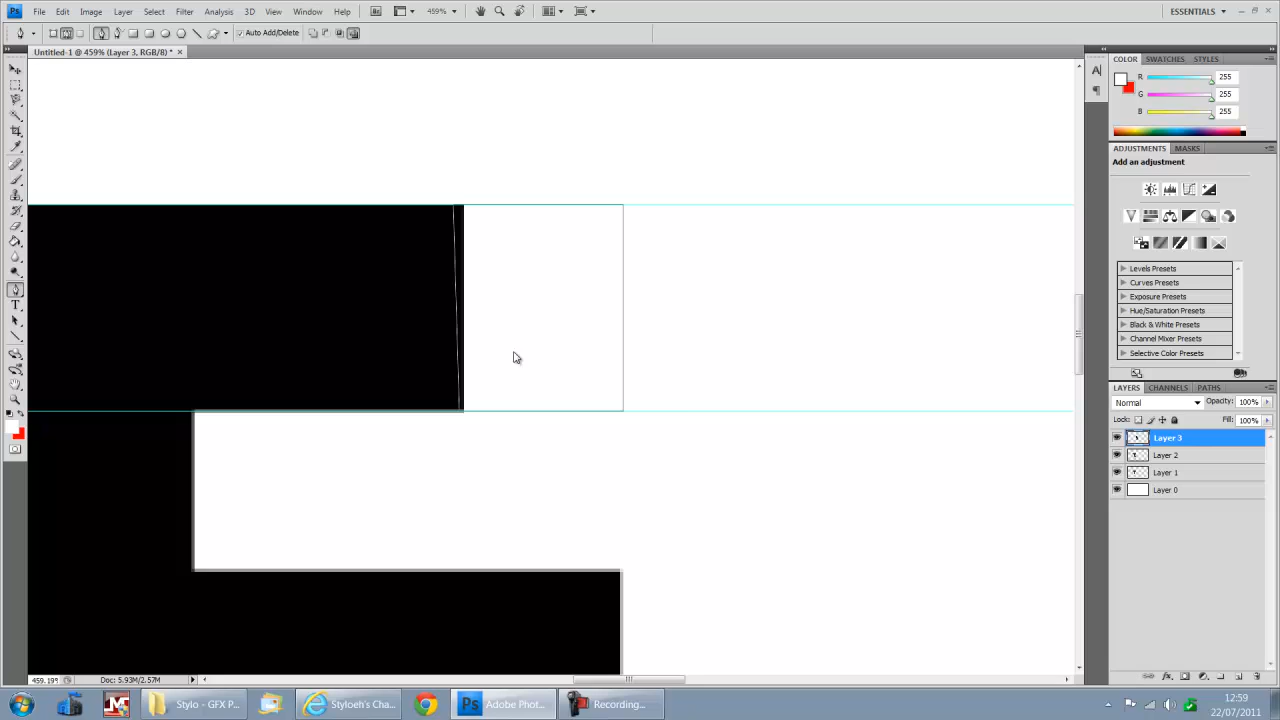 Ps File Edit Image Layer Select Filter Analysis 3D View Window Help 459% ESSENTIALS
Auto Add/Delete
Untitled-1 @ 459% (Layer 3, RGB/8) *
COLOR SWATCHES STYLES
R 255
G 255
B 255
ADJUSTMENTS MASKS
Add an adjustment
Levels Presets
Curves Presets
Exposure Presets
Hue/Saturation Presets
Black & White Presets
Channel Mixer Presets
Selective Color Presets
LAYERS CHANNELS PATHS
Normal Opacity: 100%
Lock: Fill: 100%
Layer 3
Layer 2
Layer 1
Layer 0
459.19% Doc: 5.93M/2.57M
Stylo - GFX P... Styloeh's Cha... Ps Adobe Phot... Recording...
12:59
22/07/2011